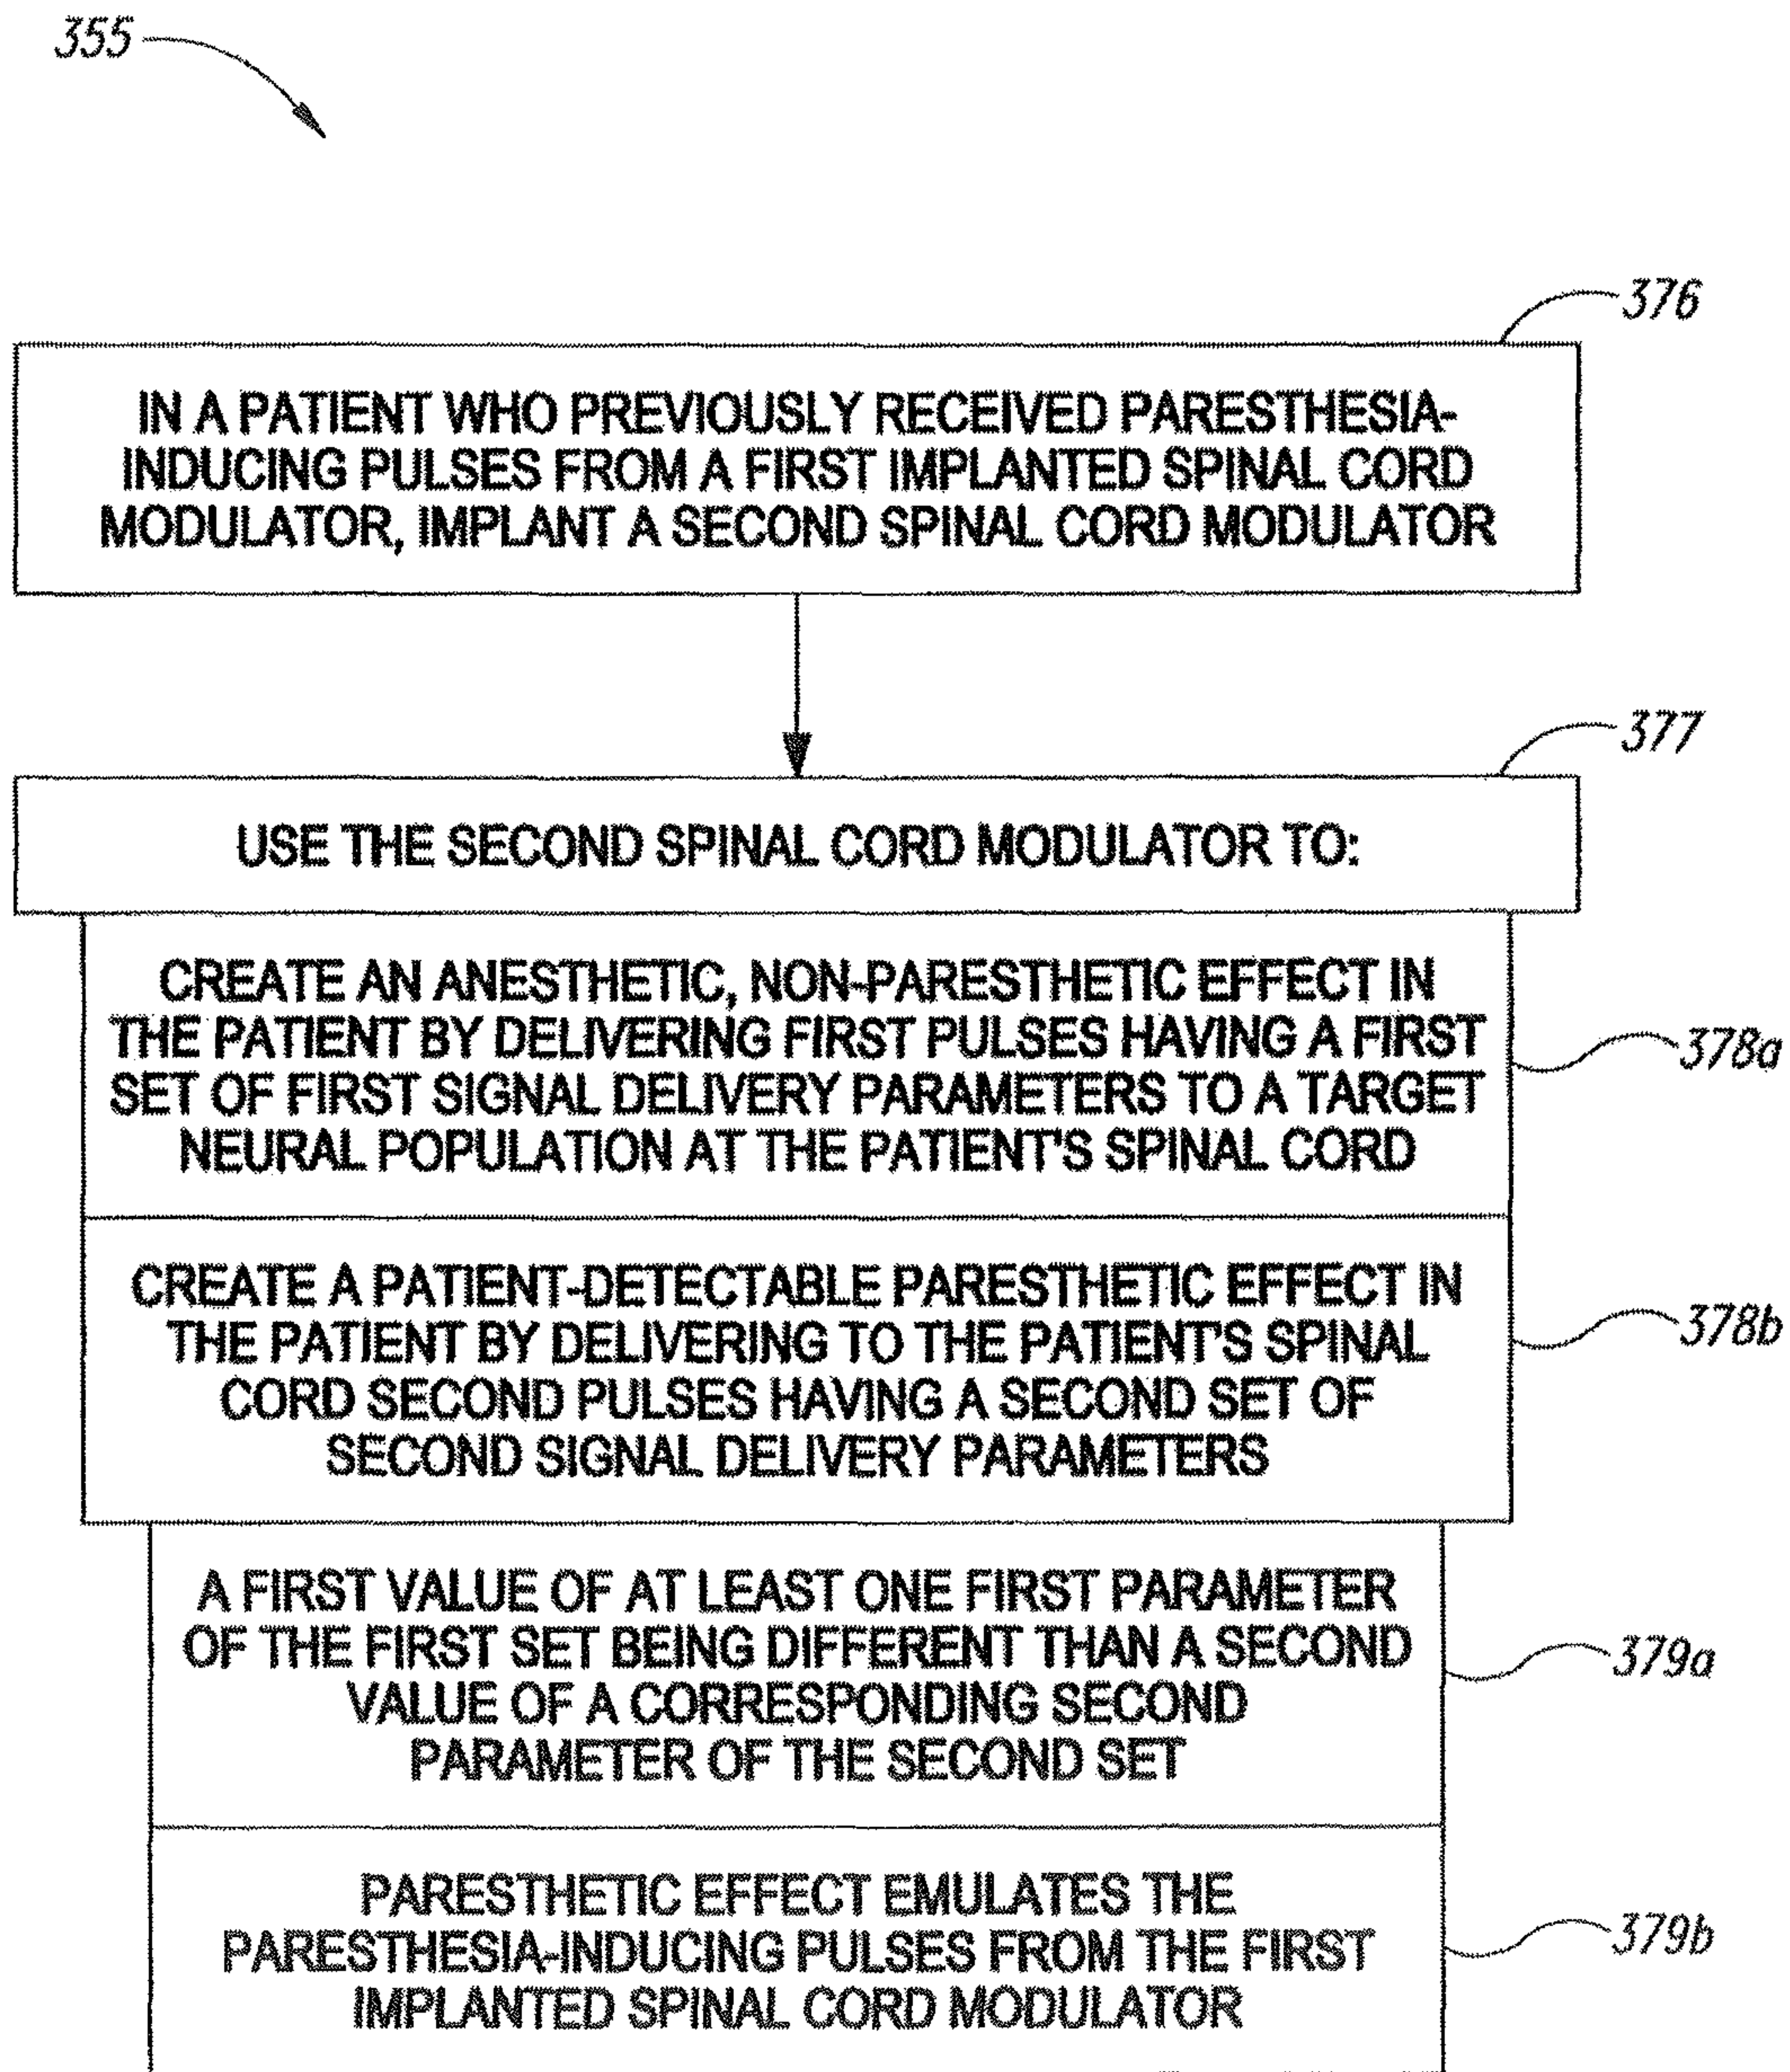 355
376
IN A PATIENT WHO PREVIOUSLY RECEIVED PARESTHESIA-
INDUCING PULSES FROM A FIRST IMPLANTED SPINAL CORD
MODULATOR, IMPLANT A SECOND SPINAL CORD MODULATOR
377
USE THE SECOND SPINAL CORD MODULATOR TO:
CREATE AN ANESTHETIC, NON-PARESTHETIC EFFECT IN
THE PATIENT BY DELIVERING FIRST PULSES HAVING A FIRST
SET OF FIRST SIGNAL DELIVERY PARAMETERS TO A TARGET
NEURAL POPULATION AT THE PATIENT'S SPINAL CORD
378a
CREATE A PATIENT-DETECTABLE PARESTHETIC EFFECT IN
THE PATIENT BY DELIVERING TO THE PATIENT'S SPINAL
CORD SECOND PULSES HAVING A SECOND SET OF
SECOND SIGNAL DELIVERY PARAMETERS
378b
A FIRST VALUE OF AT LEAST ONE FIRST PARAMETER
OF THE FIRST SET BEING DIFFERENT THAN A SECOND
VALUE OF A CORRESPONDING SECOND
PARAMETER OF THE SECOND SET
379a
PARESTHETIC EFFECT EMULATES THE
PARESTHESIA-INDUCING PULSES FROM THE FIRST
IMPLANTED SPINAL CORD MODULATOR
379b